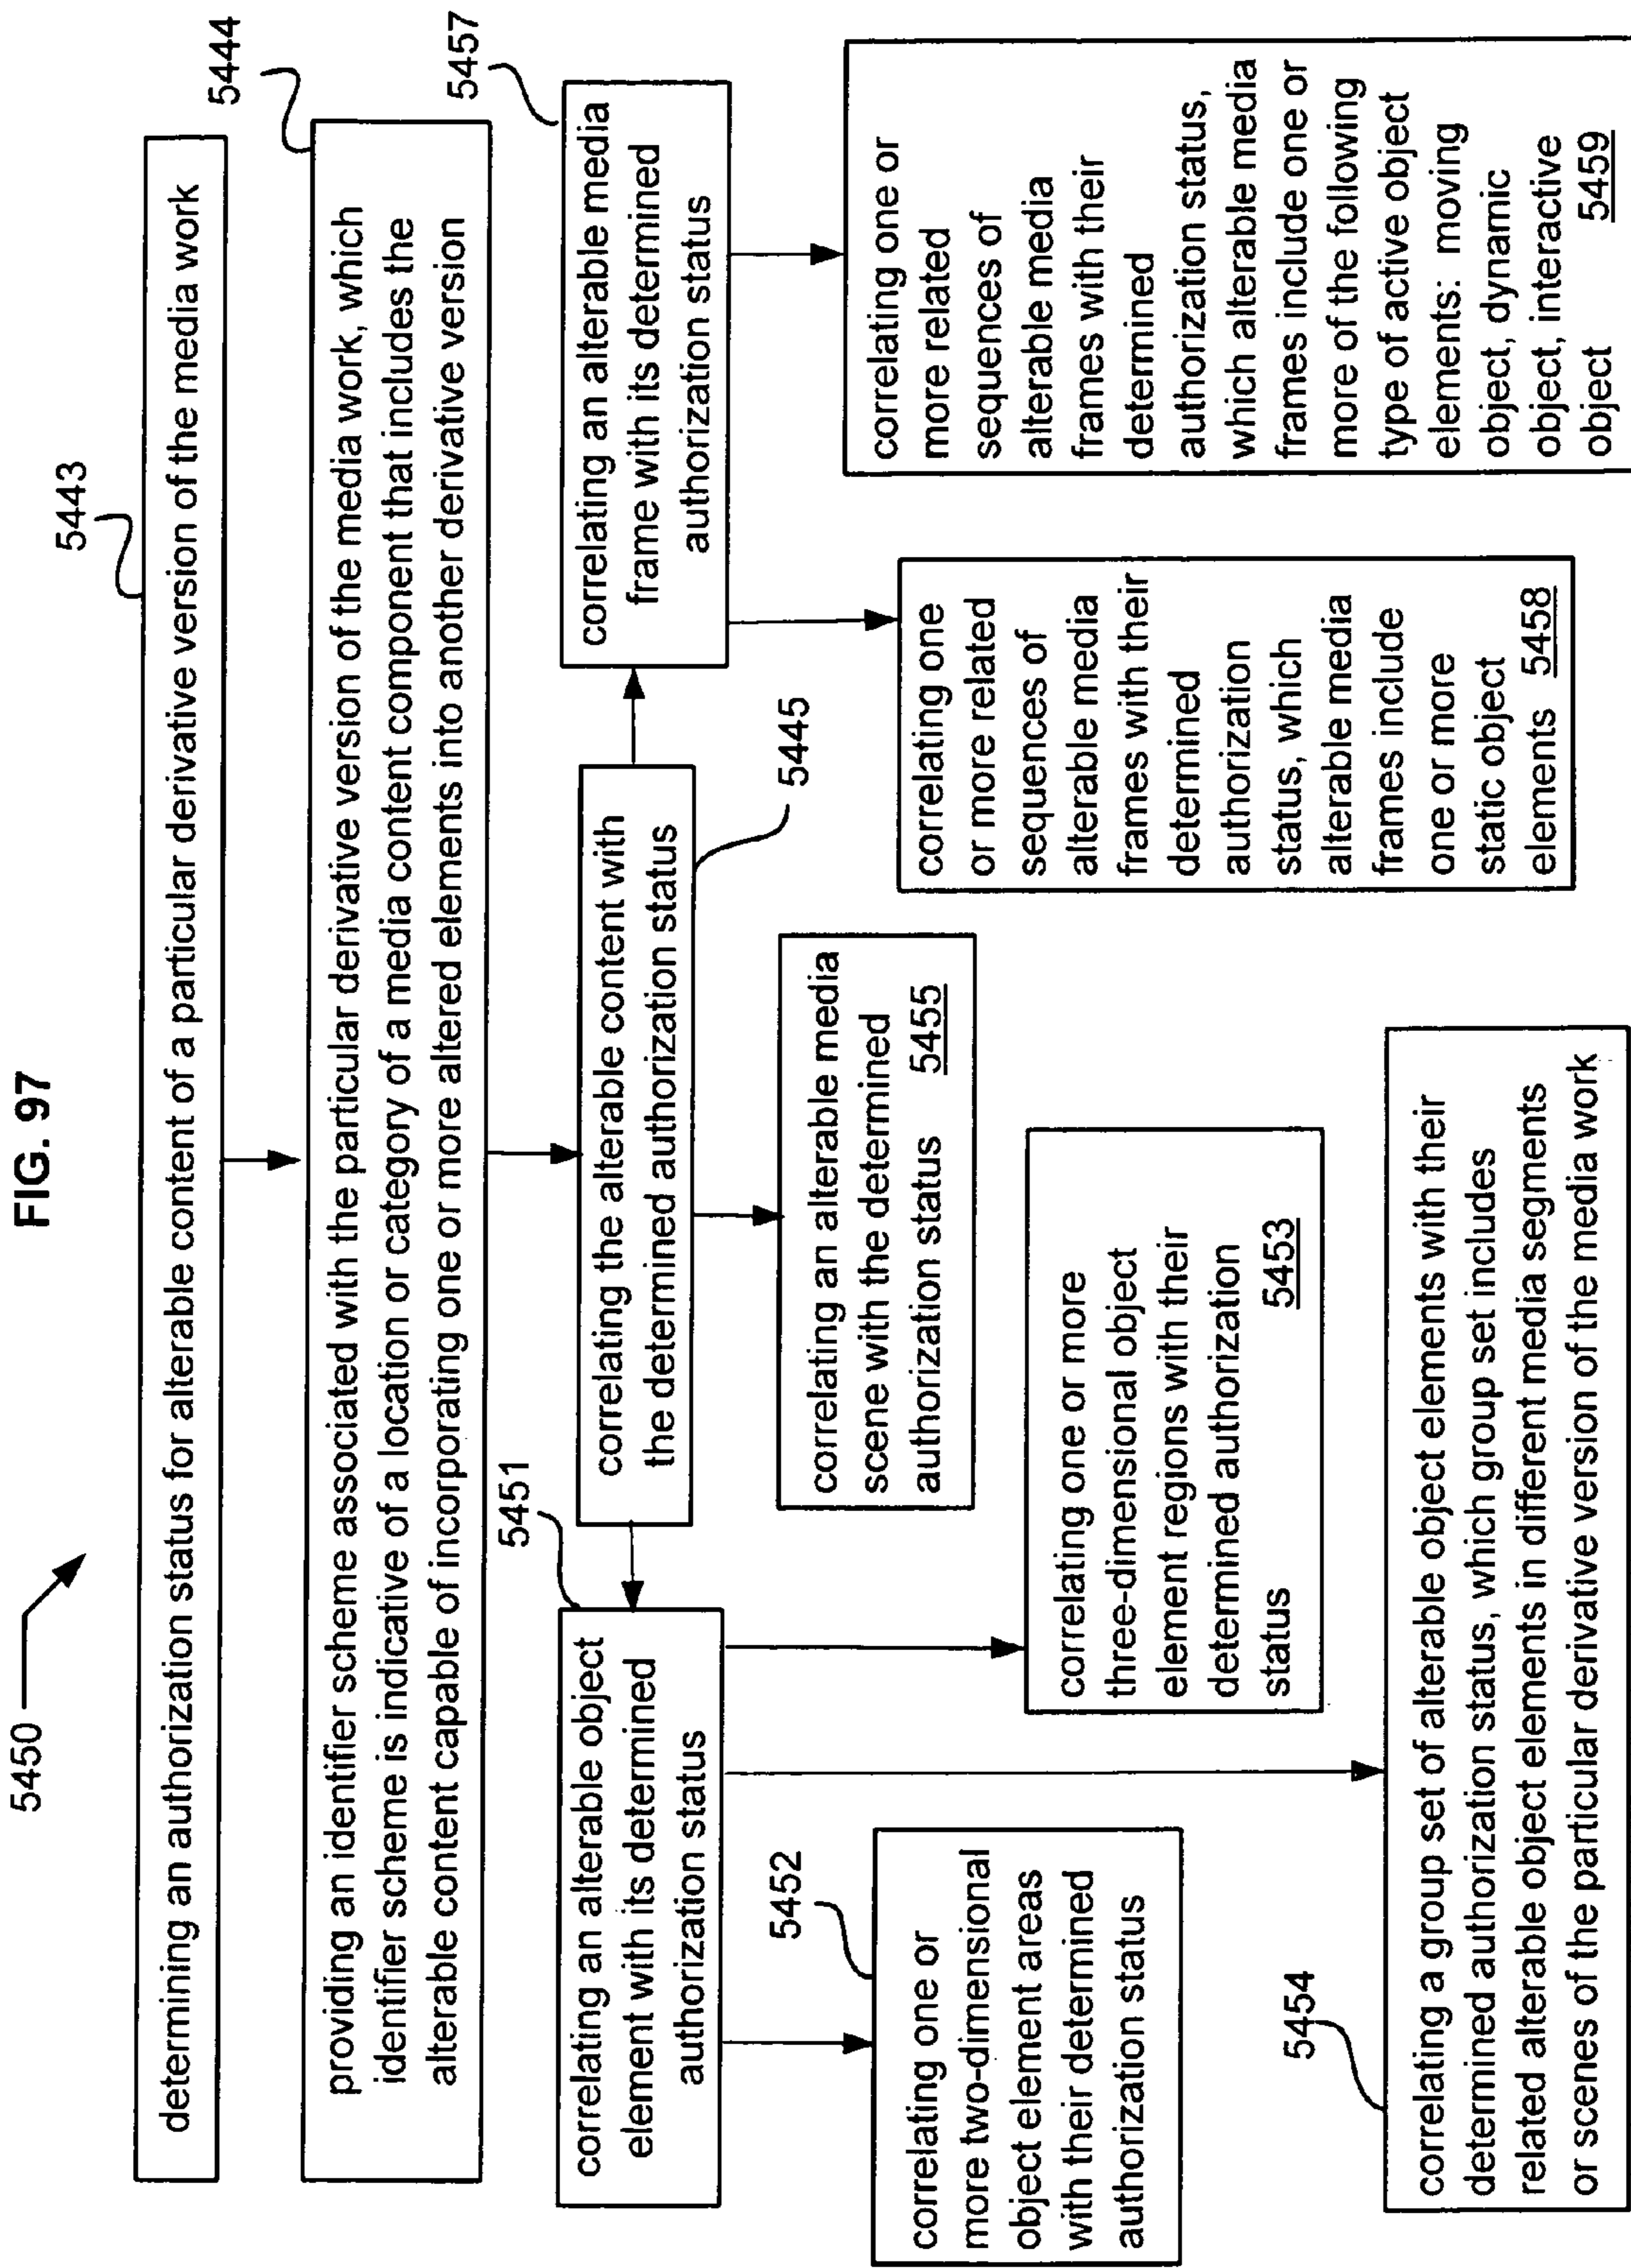 FIG. 97
5450
5443
determining an authorization status for alterable content of a particular derivative version of the media work
5444
providing an identifier scheme associated with the particular derivative version of the media work, which
identifier scheme is indicative of a location or category of a media content component that includes the
alterable content capable of incorporating one or more altered elements into another derivative version
5451
correlating an alterable object
element with its determined
authorization status
correlating the alterable content with
the determined authorization status
5445
5457
correlating an alterable media
frame with its determined
authorization status
5452
correlating one or
more two-dimensional
object element areas
with their determined
authorization status
correlating one or more
three-dimensional object
element regions with their
determined authorization
status 5453
correlating an alterable media
scene with the determined
authorization status 5455
correlating one
or more related
sequences of
alterable media
frames with their
determined
authorization
status, which
alterable media
frames include
one or more
static object
elements 5458
correlating one or
more related
sequences of
alterable media
frames with their
determined
authorization status,
which alterable media
frames include one or
more of the following
type of active object
elements: moving
object, dynamic
object, interactive
object 5459
5454
correlating a group set of alterable object elements with their
determined authorization status, which group set includes
related alterable object elements in different media segments
or scenes of the particular derivative version of the media work